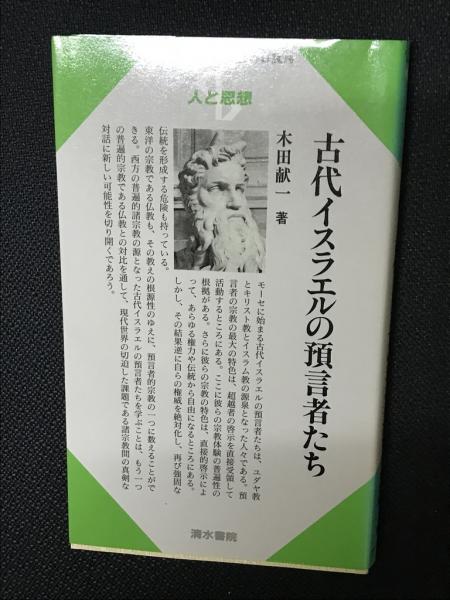 人と思想
古代イスラエルの預言者たち
木田献一 著
モーセに始まる古代イスラエルの預言者たちは、ユダヤ教
とキリスト教とイスラム教の源泉となった人々である。預
言者の宗教の最大の特色は、超越者の啓示を直接受領して
活動するところにある。ここに彼らの宗教体験の普遍性の
根拠がある。さらに彼らの宗教の特色は、直接的啓示によ
って、あらゆる権力や伝統から自由になるところにある。
しかし、その結果逆に自らの権威を絶対化し、再び強固な
伝統を形成する危険も持っている。
東洋の宗教である仏教も、その教えの根源性のゆえに、預言者的宗教の一つに数えることがで
きる。西方の普遍的諸宗教の源となった古代イスラエルの預言者たちを学ぶことは、もう一つ
の普遍的宗教である仏教との対比を通して、現代世界の切迫した課題である諸宗教間の真剣な
対話に新しい可能性を切り開くであろう。
清水書院